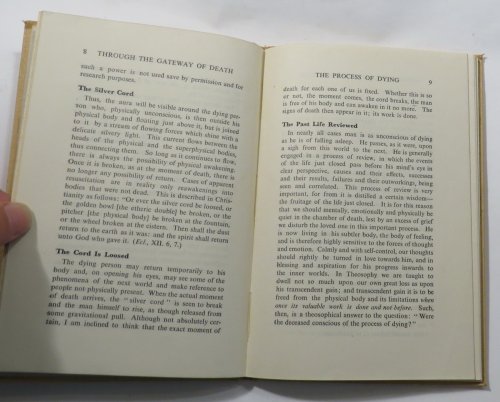 8 THROUGH THE GATEWAY OF DEATH
such a power is not used save by permission and for
research purposes.
The Silver Cord
Thus, the aura will be visible around the dying per-
son who, physically unconscious, is then outside his
physical body and floating just above it, but is joined
to it by a stream of flowing forces which shine with a
delicate silvery light. This current flows between the
heads of the physical and the superphysical bodies,
thus connecting them. So long as it continues to flow,
there is always the possibility of physical awakening.
Once it is broken, as at the moment of death, there is
no longer any possibility of return. Cases of apparent
resuscitation are in reality only reawakenings into
bodies that were not dead. This is described in Chris-
tianity as follows: "Or ever the silver cord be loosed, or
the golden bowl [the etheric double] be broken, or the
pitcher [the physical body] be broken at the fountain,
or the wheel broken at the cistern. Then shall the dust
return to the earth as it was: and the spirit shall return
unto God who gave it. (Ecl., XII. 6, 7.)
The Cord Is Loosed
The dying person may return temporarily to his
body and, on opening his eyes, may see some of the
phenomena of the next world and make reference to
people not physically present. When the actual moment
of death arrives, the "silver cord" is seen to break
and the man himself to rise, as though released from
some gravitational pull. Although not absolutely cer-
tain, I am inclined to think that the exact moment of
THE PROCESS OF DYING 9
death for each one of us is fixed. Whether this is so
or not, the moment comes, the cord breaks, the man
is free of his body and can awaken in it no more. The
signs of death then appear in it; its work is done.
The Past Life Reviewed
In nearly all cases man is as unconscious of dying
as he is of falling asleep. He passes, as it were, upon
a sigh from this world to the next. He is generally
engaged in a process of review, in which the events
of the life just closed pass before his mind's eye in
clear perspective, causes and their effects, successes
and their results, failures and their outworkings, being
seen and correlated. This process of review is very
important, for from it is distilled a certain wisdom—
the fruitage of the life just closed. It is for this reason
that we should mentally, emotionally and physically be
quiet in the chamber of death, lest by an excess of grief
we disturb the loved one in this important process. He
is now living in his subtler body, the body of feeling,
and is therefore highly sensitive to the forces of thought
and emotion. Calmly and with self-control, our thoughts
should rightly be turned in love towards him, and in
blessing and aspiration for his progress inwards to
the inner worlds. In Theosophy we are taught to
dwell not so much upon our own great loss as upon
his transcendent gain; and transcendent gain it is to be
freed from the physical body and its limitations when
once its valuable work is done and not before. Such,
then, is a theosophical answer to the question: "Were
the deceased conscious of the process of dying?"